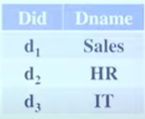 Did Dname
d₁ Sales
d₂ HR
d₃ IT